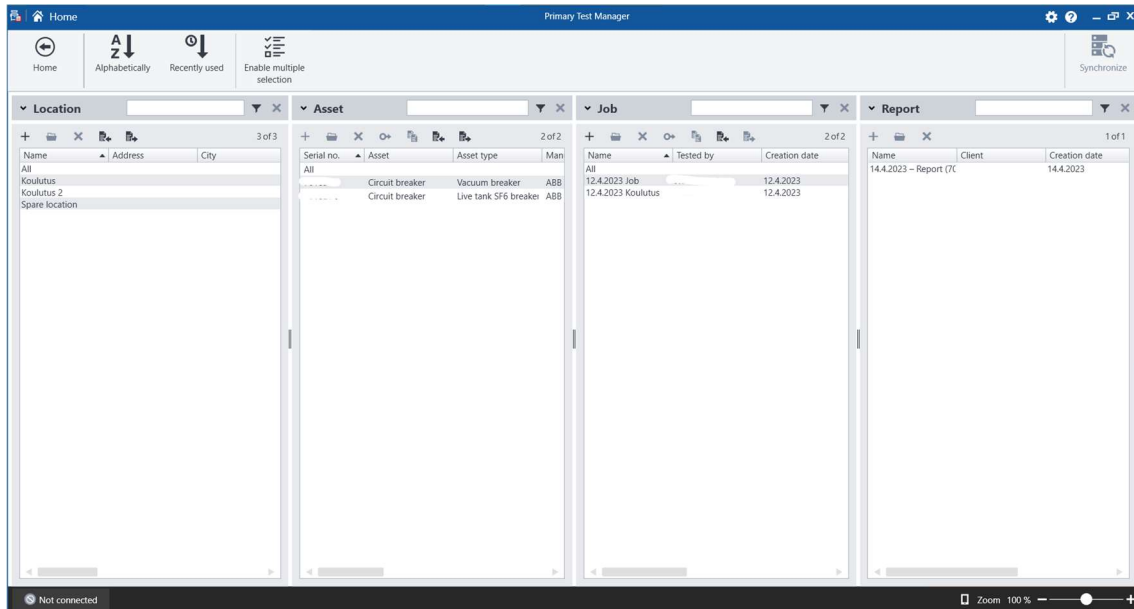 Home Primary Test Manager
Home Alphabetically Recently used Enable multiple selection Synchronize
Location
3 of 3
Name Address City
All
Koulutus
Koulutus 2
Spare location
Asset
2 of 2
Serial no. Asset Asset type Man
All
Circuit breaker Vacuum breaker ABB
Circuit breaker Live tank SF6 breaker ABB
Job
2 of 2
Name Tested by Creation date
All
12.4.2023 Job 12.4.2023
12.4.2023 Koulutus 12.4.2023
Report
1 of 1
Name Client Creation date
14.4.2023 – Report (70 14.4.2023
Not connected Zoom 100 %